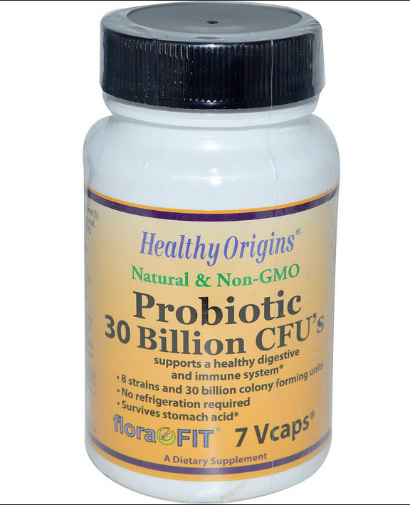 Healthy Origins®
Natural & Non-GMO
Probiotic
30 Billion CFU's
supports a healthy digestive
and immune system*
• 8 strains and 30 billion colony forming units
• No refrigeration required
• Survives stomach acid*
floraFIT® 7 Vcaps®
A Dietary Supplement